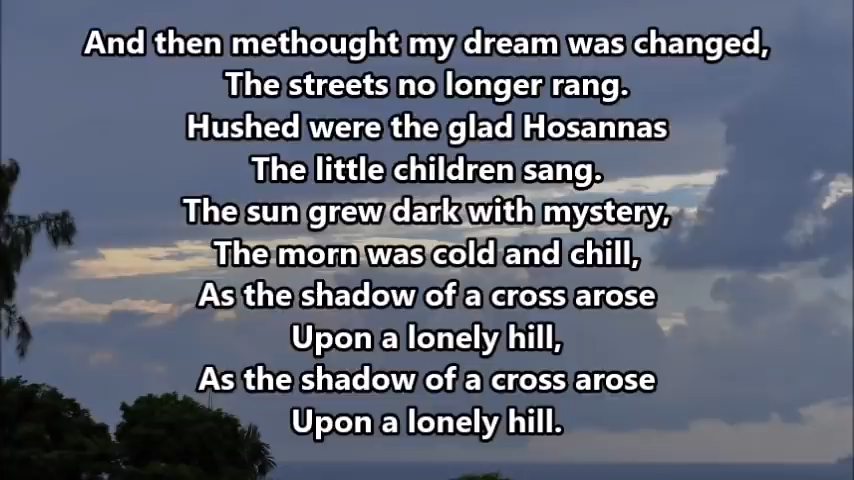 And then methought my dream was changed,
The streets no longer rang.
Hushed were the glad Hosannas
The little children sang.
The sun grew dark with mystery,
The morn was cold and chill,
As the shadow of a cross arose
Upon a lonely hill,
As the shadow of a cross arose
Upon a lonely hill.